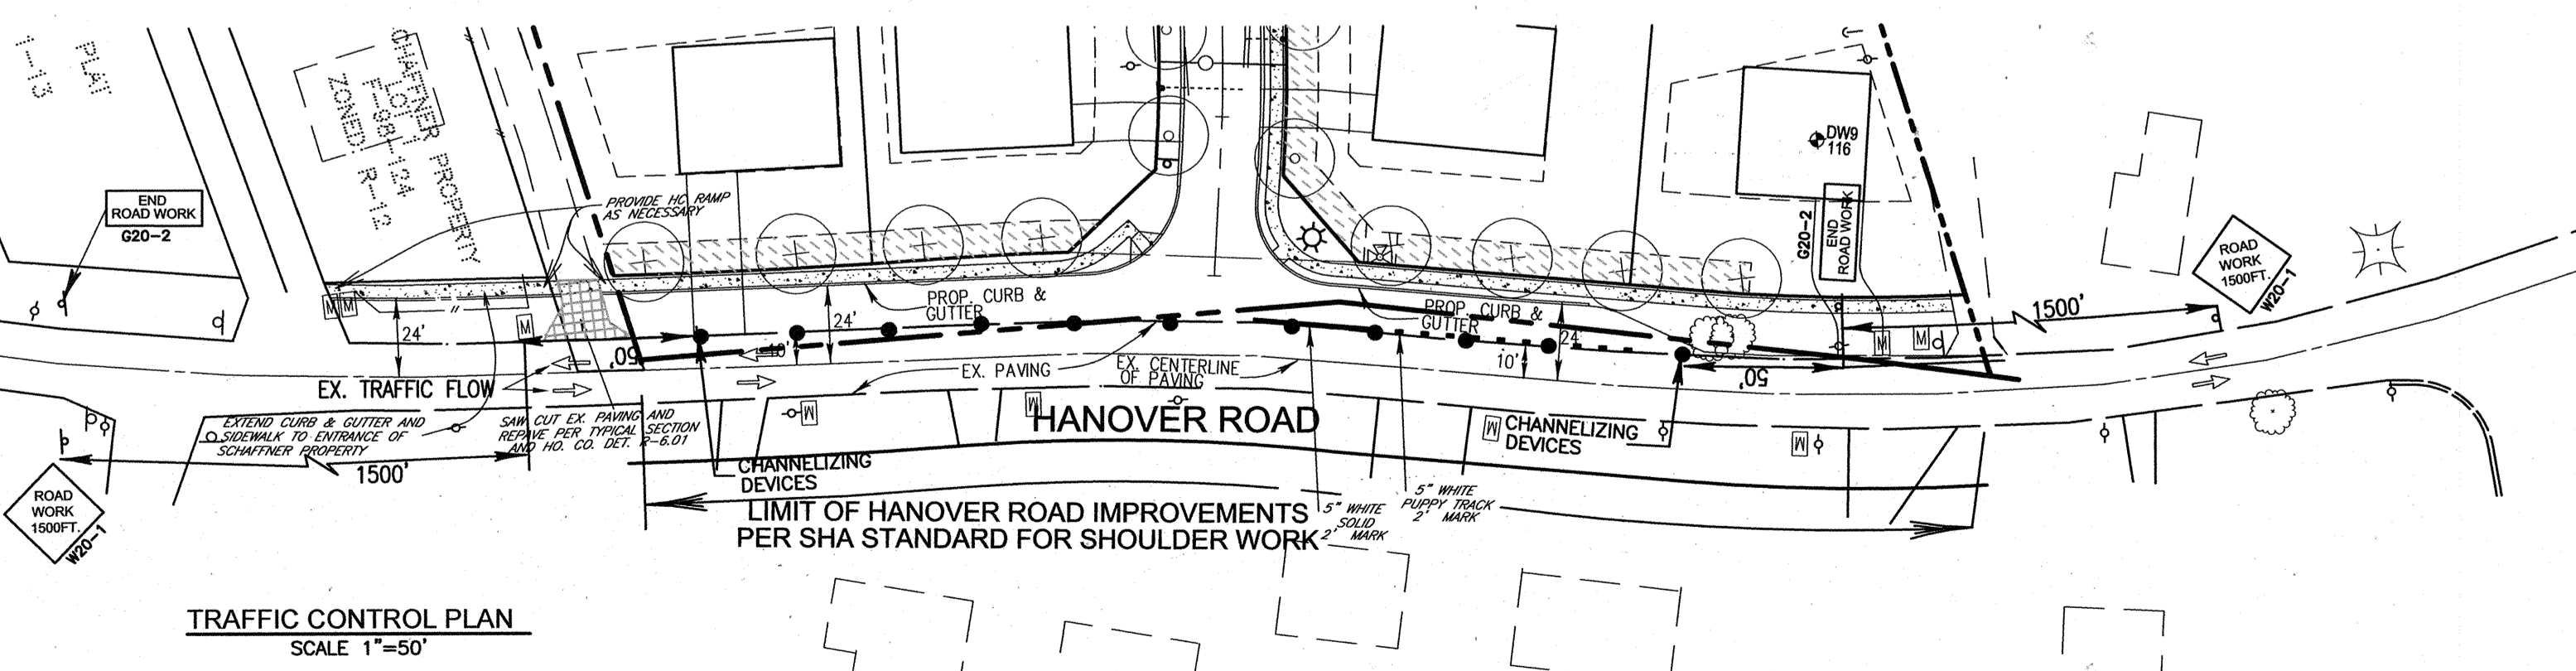 PLAT
T-13
SCHAFFNER PROPERTY
LOT 1
F-98-124
ZONED: R-12
END
ROAD WORK
G20-2
PROVIDE HC RAMP
AS NECESSARY
DW9
116
G20-2
END
ROAD WORK
ROAD
WORK
1500FT.
W20-1
M
M
M
24'
24'
24'
PROP. CURB &
GUTTER
PROP. CURB &
GUTTER
1500'
M
M
50'
10'
10'
50'
EX. TRAFFIC FLOW
EX. PAVING
EX. CENTERLINE
OF PAVING
M
M
M
M
HANOVER ROAD
CHANNELIZING
DEVICES
EXTEND CURB & GUTTER AND
SIDEWALK TO ENTRANCE OF
SCHAFFNER PROPERTY
SAW CUT EX. PAVING AND
REPAVE PER TYPICAL SECTION
AND HO. CO. DET. R-6.01
1500'
CHANNELIZING
DEVICES
ROAD
WORK
1500FT.
W20-1
LIMIT OF HANOVER ROAD IMPROVEMENTS
PER SHA STANDARD FOR SHOULDER WORK
5" WHITE
SOLID
2' MARK
5" WHITE
PUPPY TRACK
2' MARK
TRAFFIC CONTROL PLAN
SCALE 1"=50'